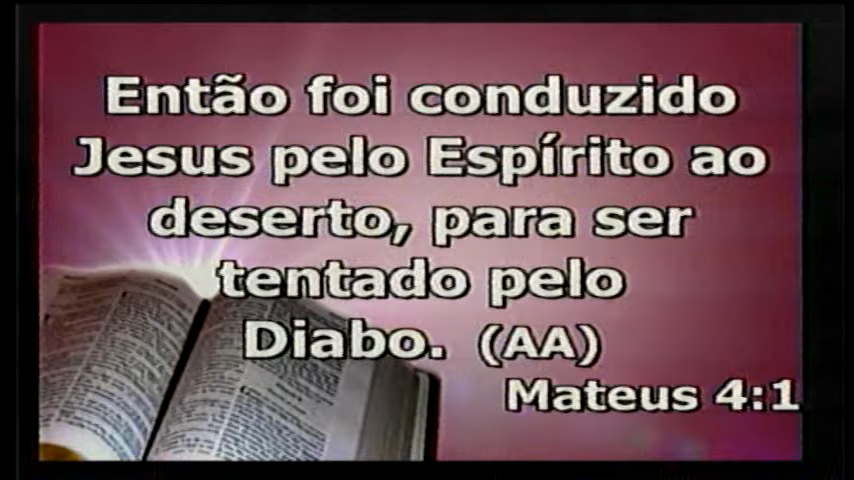 Então foi conduzido
Jesus pelo Espírito ao
deserto, para ser
tentado pelo
Diabo. (AA)
Mateus 4:1